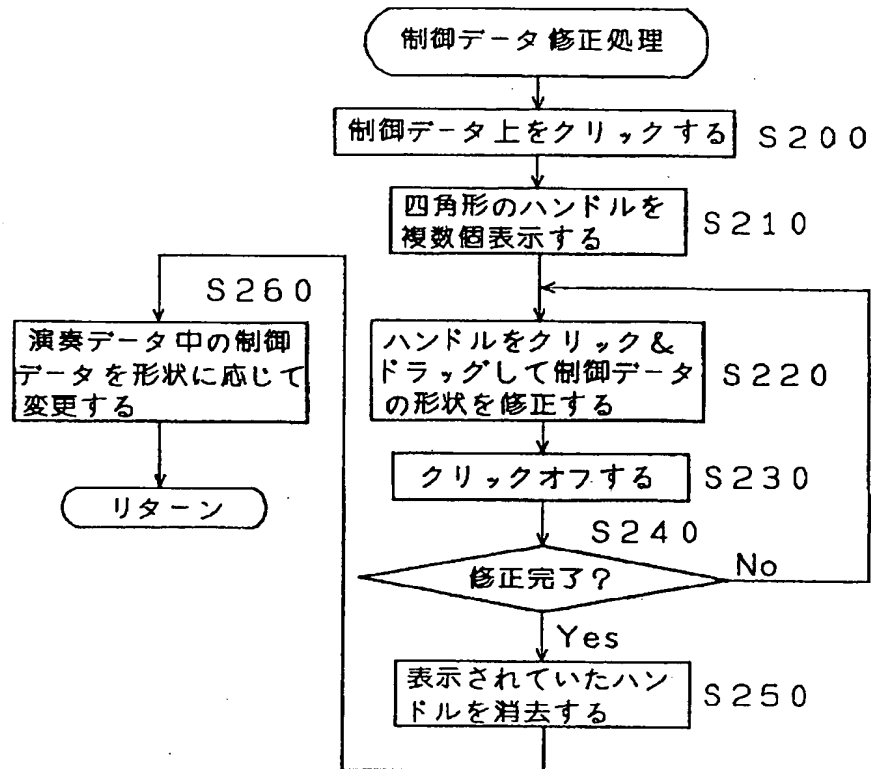 制御データ修正処理
制御データ上をクリックする
S200
四角形のハンドルを
複数個表示する
S210
ハンドルをクリック&
ドラッグして制御データ
の形状を修正する
S220
クリックオフする
S230
S240
修正完了?
No
Yes
表示されていたハン
ドルを消去する
S250
S260
演奏データ中の制御
データを形状に応じて
変更する
リターン